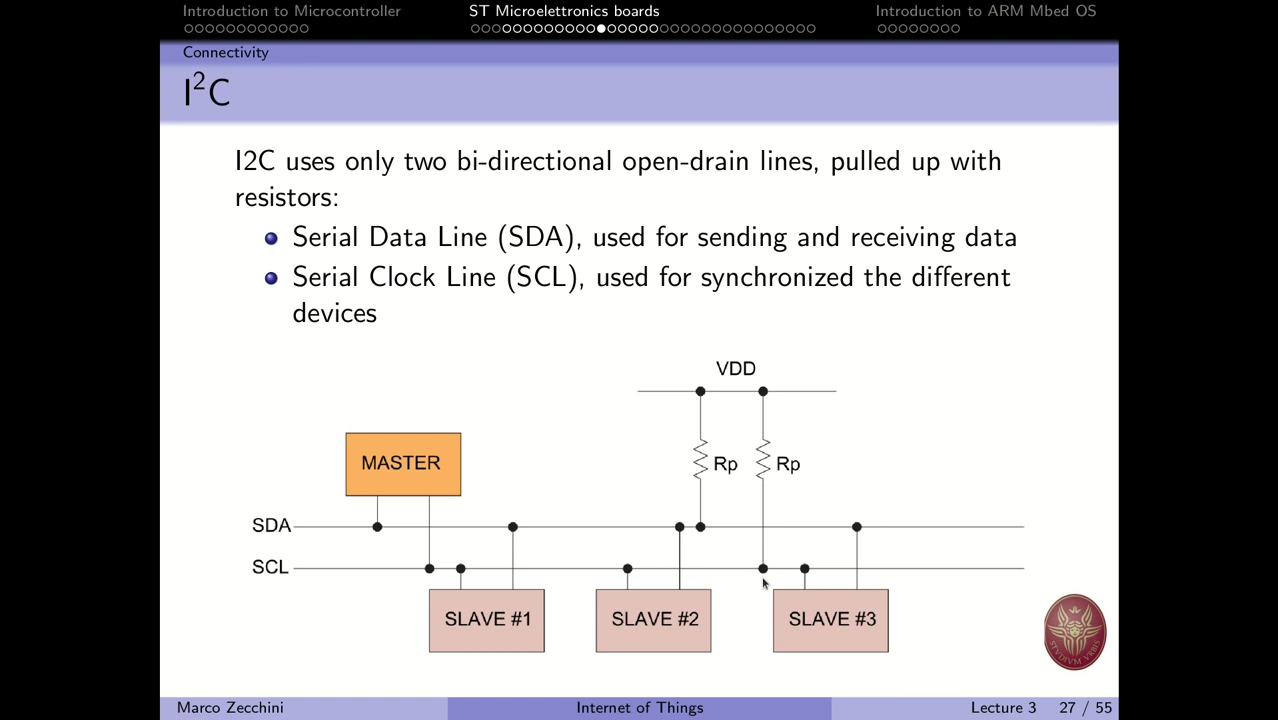 Introduction to Microcontroller ST Microelettronics boards Introduction to ARM Mbed OS
Connectivity
I²C
I2C uses only two bi-directional open-drain lines, pulled up with
resistors:
Serial Data Line (SDA), used for sending and receiving data
Serial Clock Line (SCL), used for synchronized the different
devices
VDD
MASTER
Rp Rp
SDA
SCL
SLAVE #1 SLAVE #2 SLAVE #3
STVDIVM VRBIS
Marco Zecchini Internet of Things Lecture 3 27 / 55